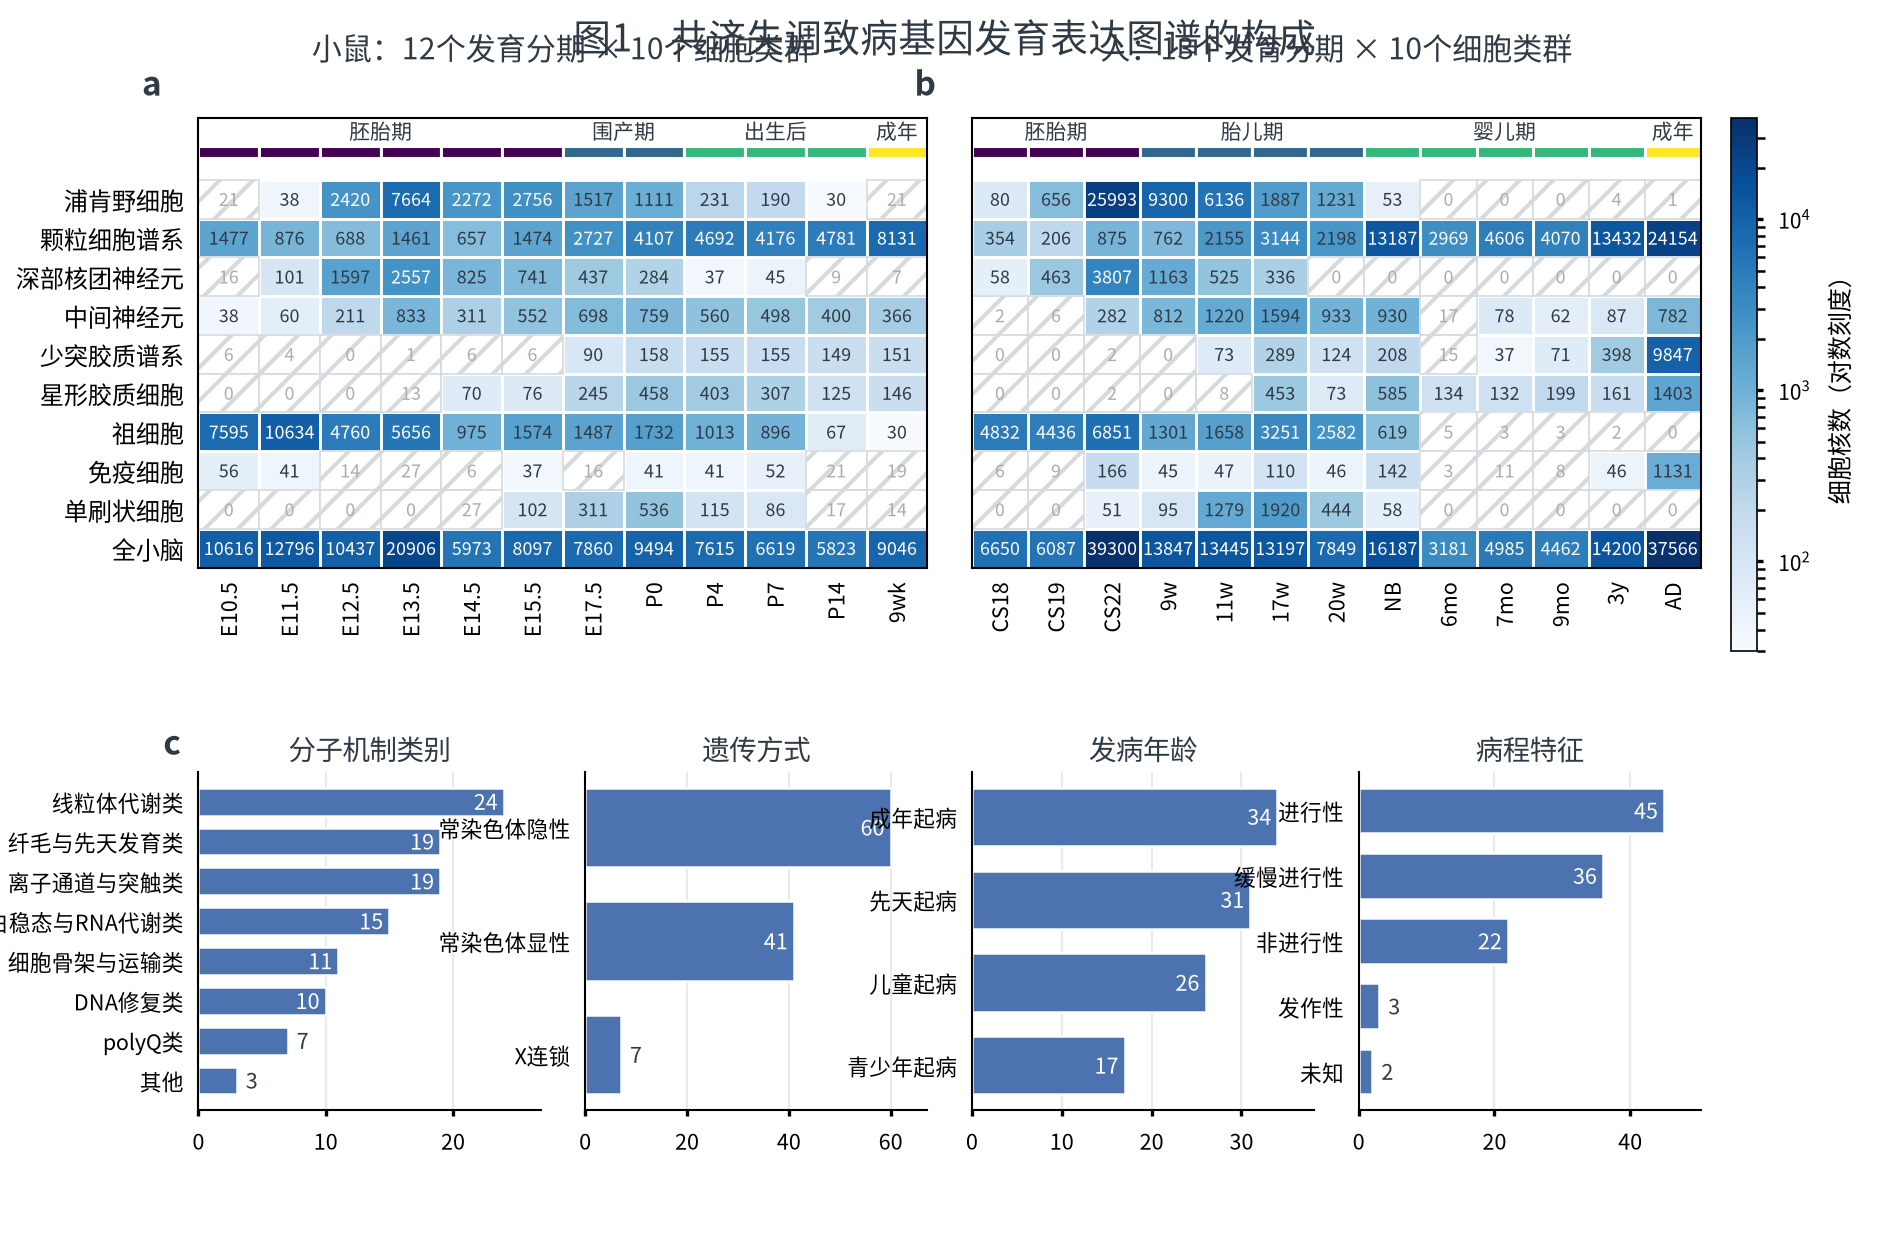 图1 共济失调致病基因发育表达图谱的构成
小鼠：12个发育分期 × 10个细胞类群
人：13个发育分期 × 10个细胞类群
a
b
胚胎期 围产期 出生后 成年
胚胎期 胎儿期 婴儿期 成年
浦肯野细胞 21 38 2420 7664 2272 2756 1517 1111 231 190 30 21 80 656 25993 9300 6136 1887 1231 53 0 0 0 4 1
颗粒细胞谱系 1477 876 688 1461 657 1474 2727 4107 4692 4176 4781 8131 354 206 875 762 2155 3144 2198 13187 2969 4606 4070 13432 24154
深部核团神经元 16 101 1597 2557 825 741 437 284 37 45 9 7 58 463 3807 1163 525 336 0 0 0 0 0 0 0
中间神经元 38 60 211 833 311 552 698 759 560 498 400 366 2 6 282 812 1220 1594 933 930 17 78 62 87 782
少突胶质谱系 6 4 0 1 6 6 90 158 155 155 149 151 0 0 2 0 73 289 124 208 15 37 71 398 9847
星形胶质细胞 0 0 0 13 70 76 245 458 403 307 125 146 0 0 2 0 8 453 73 585 134 132 199 161 1403
祖细胞 7595 10634 4760 5656 975 1574 1487 1732 1013 896 67 30 4832 4436 6851 1301 1658 3251 2582 619 5 3 3 2 0
免疫细胞 56 41 14 27 6 37 16 41 41 52 21 19 6 9 166 45 47 110 46 142 3 11 8 46 1131
单刷状细胞 0 0 0 0 27 102 311 536 115 86 17 14 0 0 51 95 1279 1920 444 58 0 0 0 0 0
全小脑 10616 12796 10437 20906 5973 8097 7860 9494 7615 6619 5823 9046 6650 6087 39300 13847 13445 13197 7849 16187 3181 4985 4462 14200 37566
E10.5 E11.5 E12.5 E13.5 E14.5 E15.5 E17.5 P0 P4 P7 P14 9wk
CS18 CS19 CS22 9w 11w 17w 20w NB 6mo 7mo 9mo 3y AD
10⁴
10³
10²
细胞核数（对数刻度）
c
分子机制类别
线粒体代谢类 24
纤毛与先天发育类 19
离子通道与突触类 19
稳态与RNA代谢类 15
细胞骨架与运输类 11
DNA修复类 10
polyQ类 7
其他 3
0 10 20
遗传方式
常染色体隐性 60
常染色体显性 41
X连锁 7
0 20 40 60
发病年龄
成年起病 34
先天起病 31
儿童起病 26
青少年起病 17
0 10 20 30
病程特征
进行性 45
缓慢进行性 36
非进行性 22
发作性 3
未知 2
0 20 40